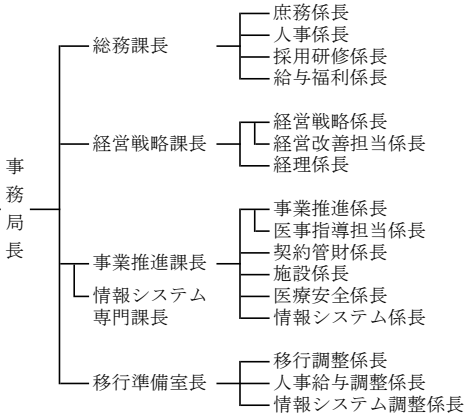 事務局長
総務課長
庶務係長
人事係長
採用研修係長
給与福利係長
経営戦略課長
経営戦略係長
経営改善担当係長
経理係長
事業推進課長
情報システム
専門課長
事業推進係長
医事指導担当係長
契約管財係長
施設係長
医療安全係長
情報システム係長
移行準備室長
移行調整係長
人事給与調整係長
情報システム調整係長